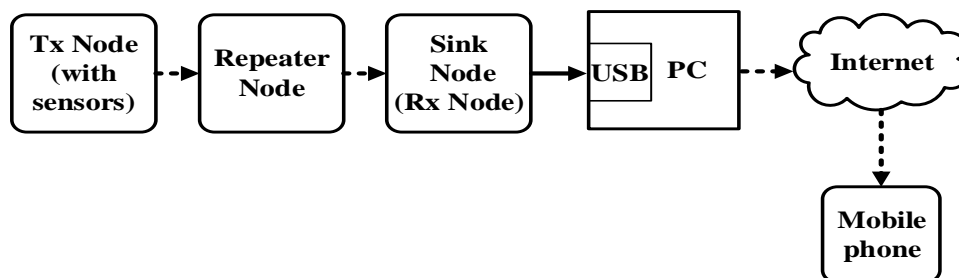 Tx Node
(with
sensors)
Repeater
Node
Sink
Node
(Rx Node)
USB
PC
Internet
Mobile
phone